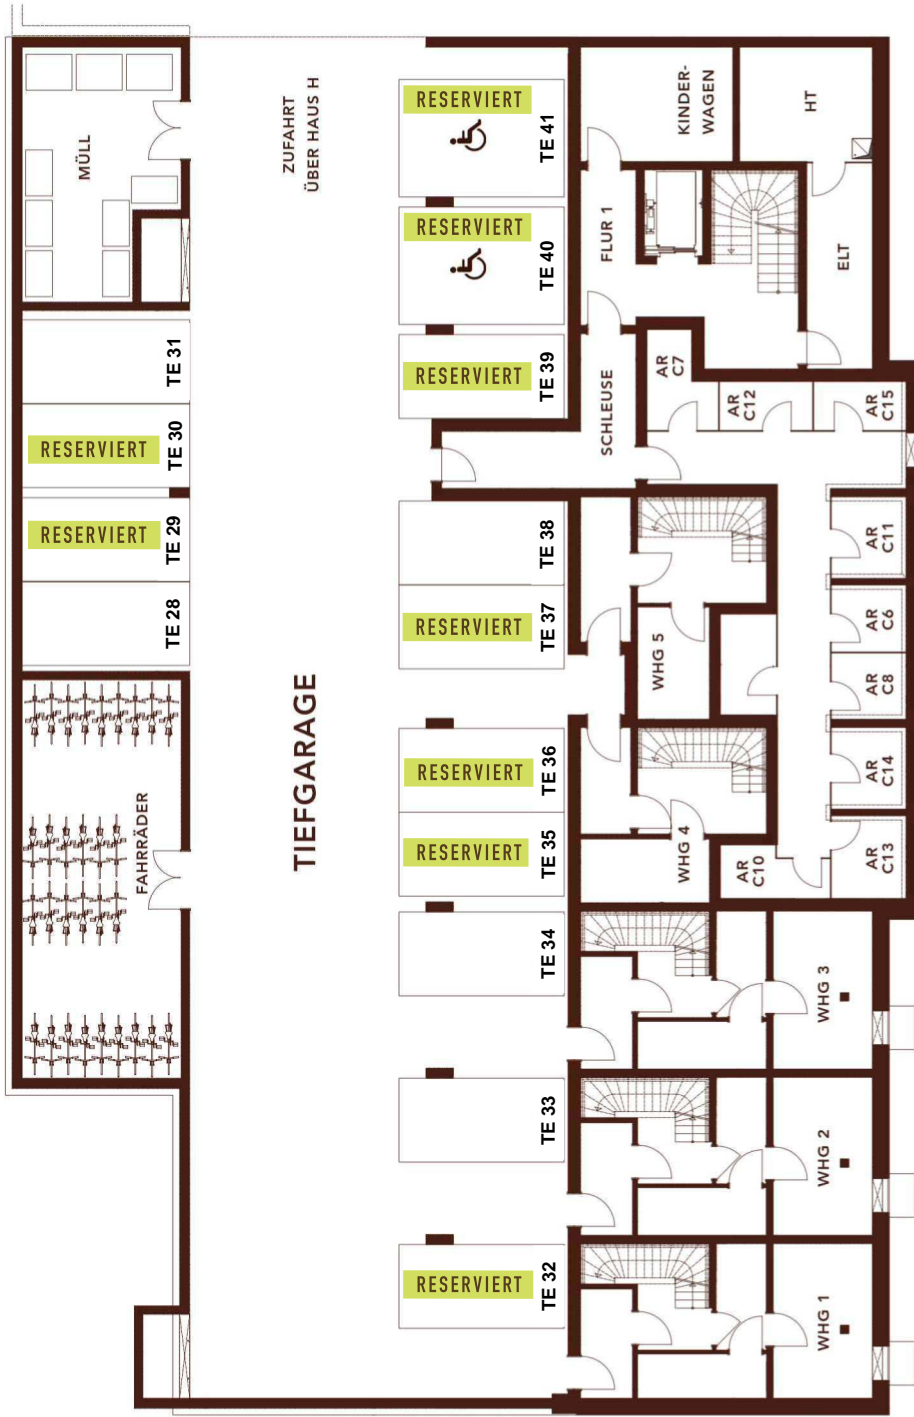 MÜLL
ZUFAHRT
ÜBER HAUS H
RESERVIERT
TE 41
RESERVIERT
TE 40
RESERVIERT
TE 39
TE 38
RESERVIERT
TE 37
RESERVIERT
TE 36
RESERVIERT
TE 35
TE 34
TE 33
RESERVIERT
TE 32
TE 31
RESERVIERT
TE 30
RESERVIERT
TE 29
TE 28
FAHRRÄDER
TIEFGARAGE
KINDER-
WAGEN
HT
FLUR 1
ELT
SCHLEUSE
AR
C7
AR
C12
AR
C15
AR
C11
AR
C6
AR
C8
AR
C14
AR
C13
AR
C10
WHG 5
WHG 4
WHG 3
WHG 2
WHG 1